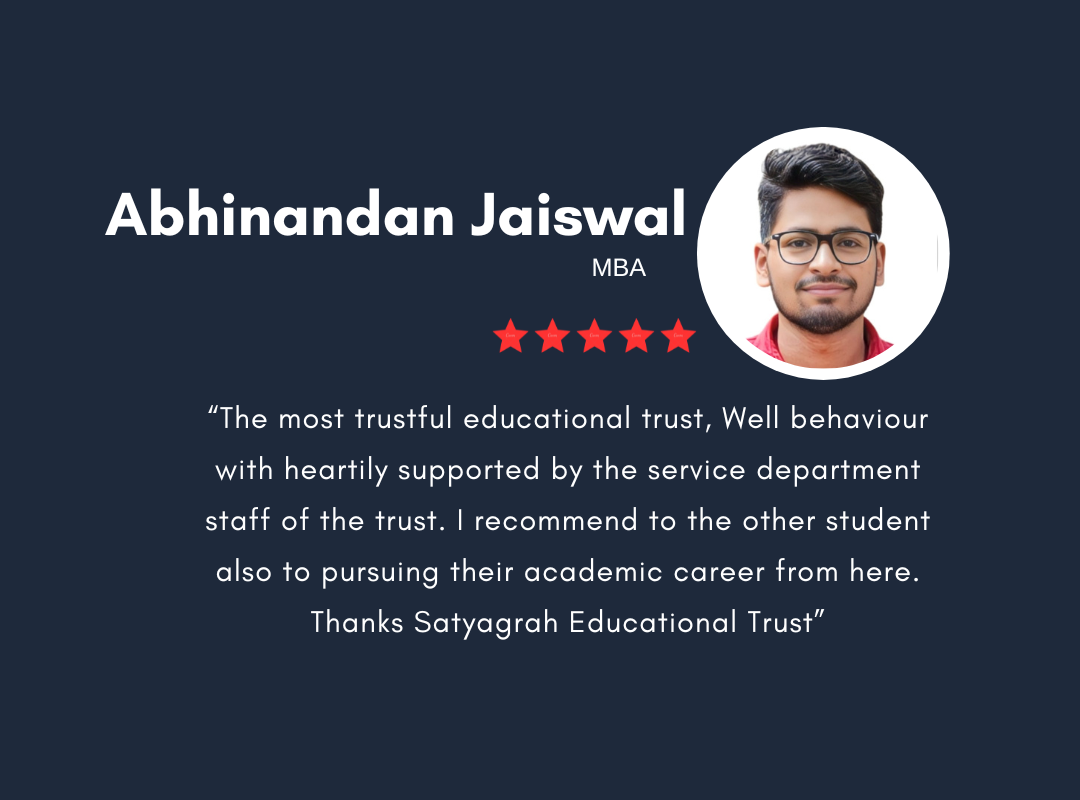 Abhinandan Jaiswal
MBA
“The most trustful educational trust, Well behaviour
with heartily supported by the service department
staff of the trust. I recommend to the other student
also to pursuing their academic career from here.
Thanks Satyagrah Educational Trust”